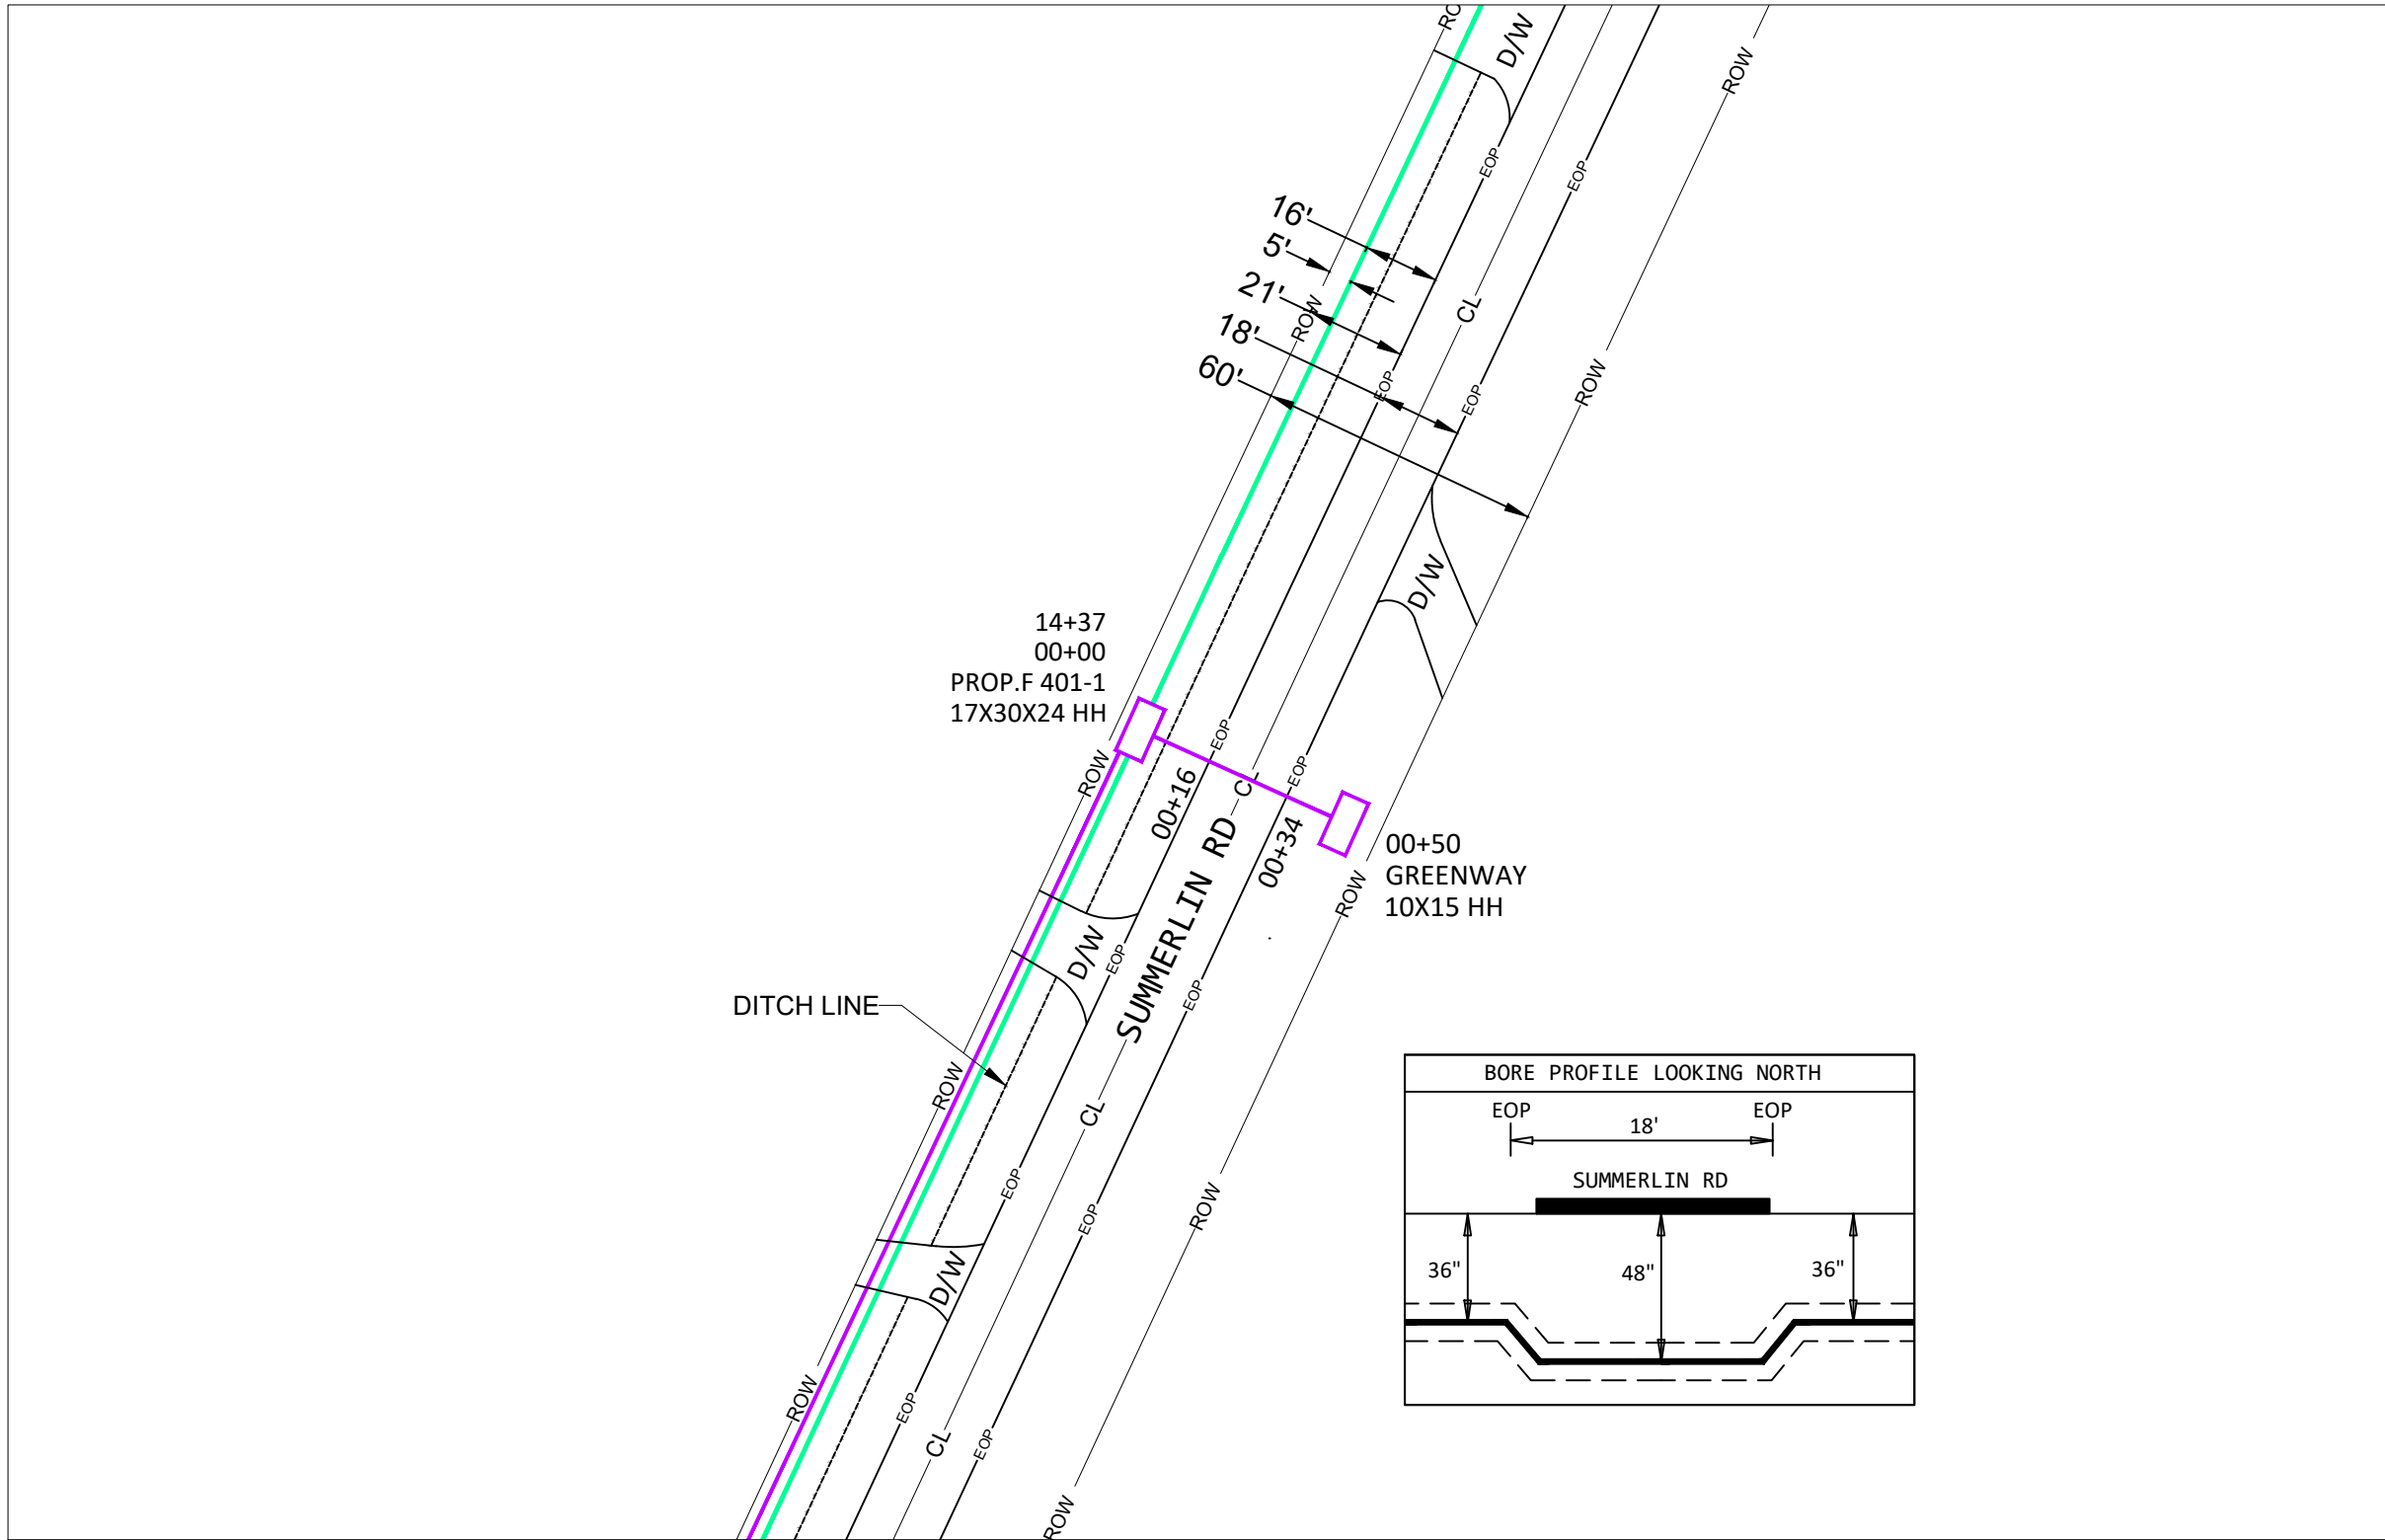 RO
D/W
ROW
EOP
EOP
16'
5'
21'
18'
60'
ROW
CL
EOP
EOP
ROW
D/W
14+37
00+00
PROP.F 401-1
17X30X24 HH
ROW
EOP
EOP
00+16
C
SUMMERLIN RD
00+34
00+50
GREENWAY
10X15 HH
ROW
D/W
EOP
EOP
DITCH LINE
ROW
CL
EOP
EOP
ROW
D/W
ROW
EOP
CL
EOP
ROW
BORE PROFILE LOOKING NORTH
EOP
EOP
18'
SUMMERLIN RD
36"
48"
36"